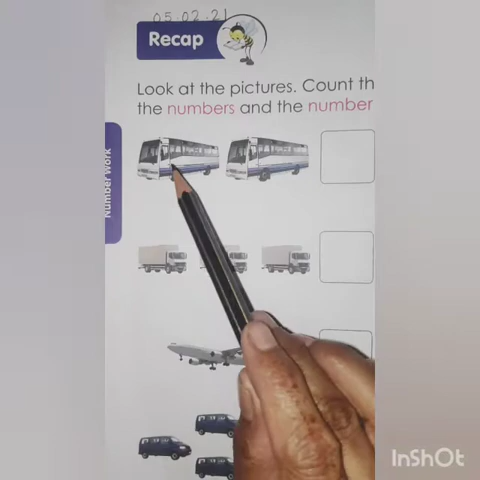 05.02.21
Recap
Look at the pictures. Count th
the numbers and the number
Number Work
InShOt